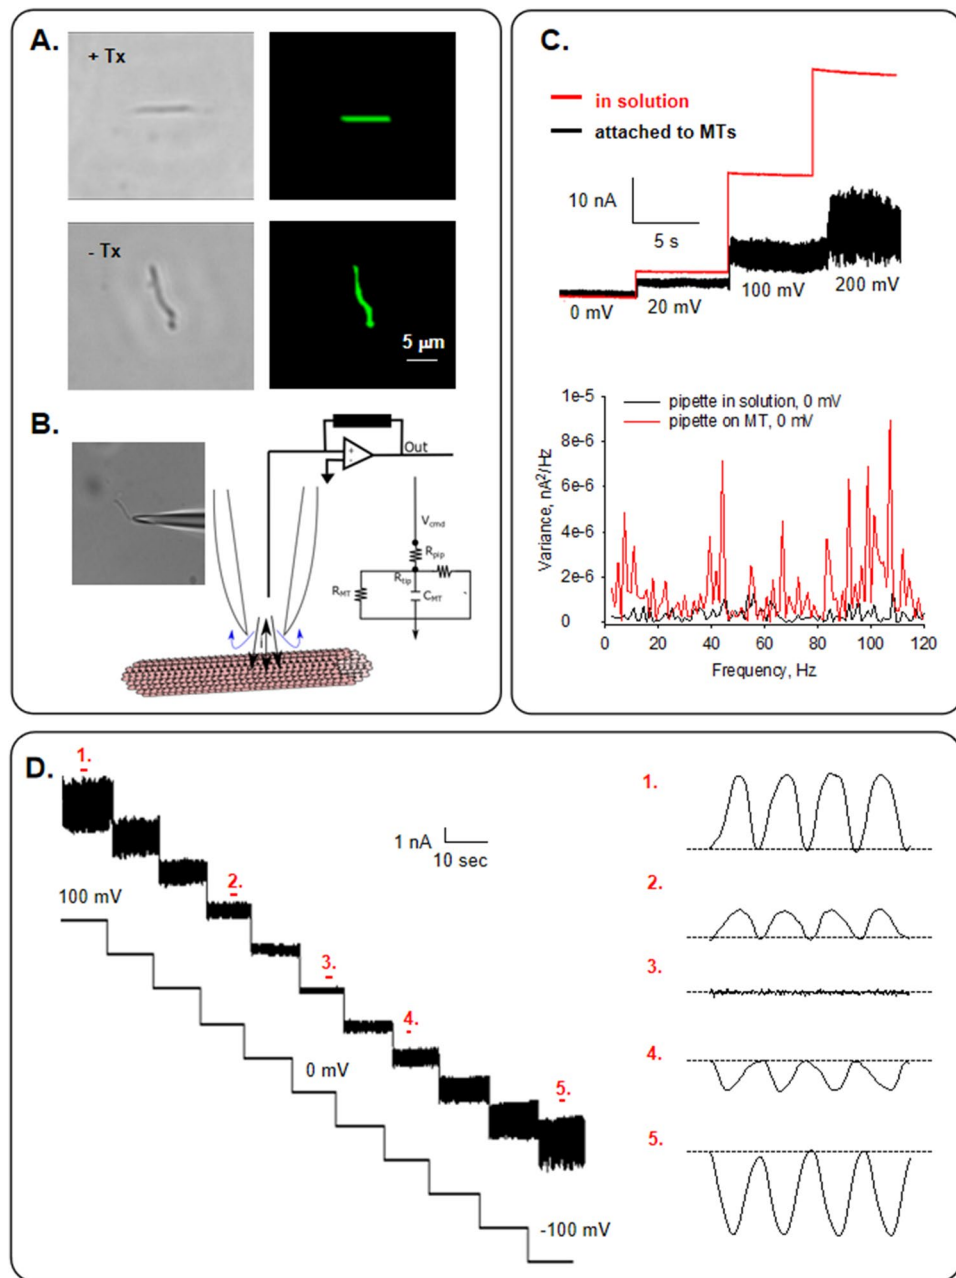 A.
+ Tx
- Tx
5 μm
B.
Out
V_cmd
R_pip
R_tip
R_MT
C_MT
i
C.
in solution
attached to MTs
10 nA
5 s
0 mV
20 mV
100 mV
200 mV
1e-5
8e-6
6e-6
4e-6
2e-6
0
Variance, nA²/Hz
pipette in solution, 0 mV
pipette on MT, 0 mV
0 20 40 60 80 100 120
Frequency, Hz
D.
1.
2.
3.
4.
5.
1 nA
10 sec
100 mV
0 mV
-100 mV
1.
2.
3.
4.
5.